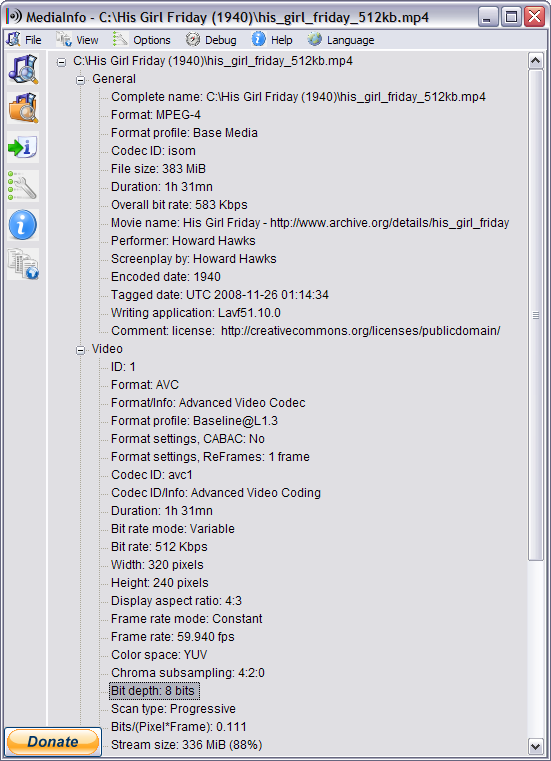 MediaInfo - C:\His Girl Friday (1940)\his_girl_friday_512kb.mp4
File View Options Debug Help Language
C:\His Girl Friday (1940)\his_girl_friday_512kb.mp4
General
Complete name: C:\His Girl Friday (1940)\his_girl_friday_512kb.mp4
Format: MPEG-4
Format profile: Base Media
Codec ID: isom
File size: 383 MiB
Duration: 1h 31mn
Overall bit rate: 583 Kbps
Movie name: His Girl Friday - http://www.archive.org/details/his_girl_friday
Performer: Howard Hawks
Screenplay by: Howard Hawks
Encoded date: 1940
Tagged date: UTC 2008-11-26 01:14:34
Writing application: Lavf51.10.0
Comment: license:  http://creativecommons.org/licenses/publicdomain/
Video
ID: 1
Format: AVC
Format/Info: Advanced Video Codec
Format profile: Baseline@L1.3
Format settings, CABAC: No
Format settings, ReFrames: 1 frame
Codec ID: avc1
Codec ID/Info: Advanced Video Coding
Duration: 1h 31mn
Bit rate mode: Variable
Bit rate: 512 Kbps
Width: 320 pixels
Height: 240 pixels
Display aspect ratio: 4:3
Frame rate mode: Constant
Frame rate: 59.940 fps
Color space: YUV
Chroma subsampling: 4:2:0
Bit depth: 8 bits
Scan type: Progressive
Bits/(Pixel*Frame): 0.111
Stream size: 336 MiB (88%)
Donate